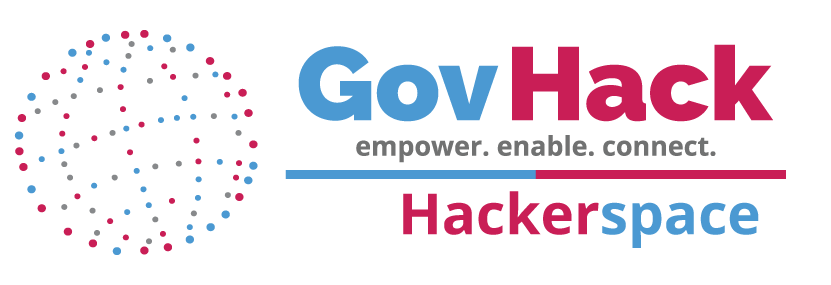 GovHack
empower. enable. connect.
Hackerspace